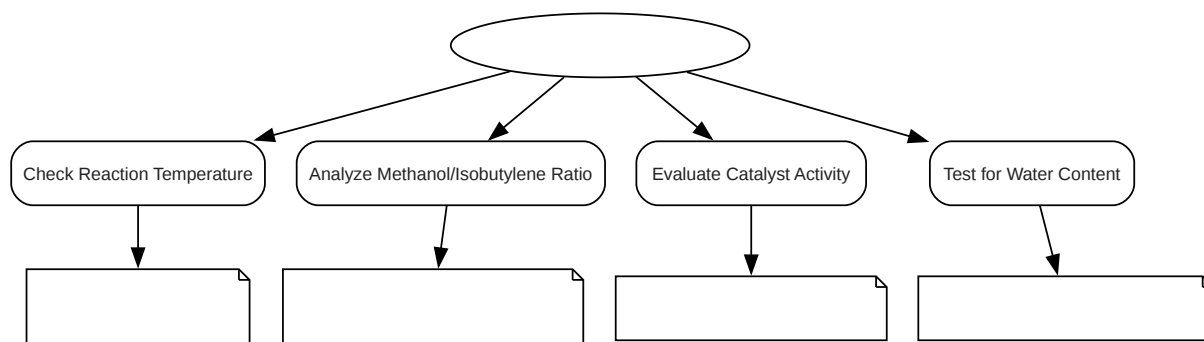 Check Reaction Temperature
Analyze Methanol/Isobutylene Ratio
Evaluate Catalyst Activity
Test for Water Content